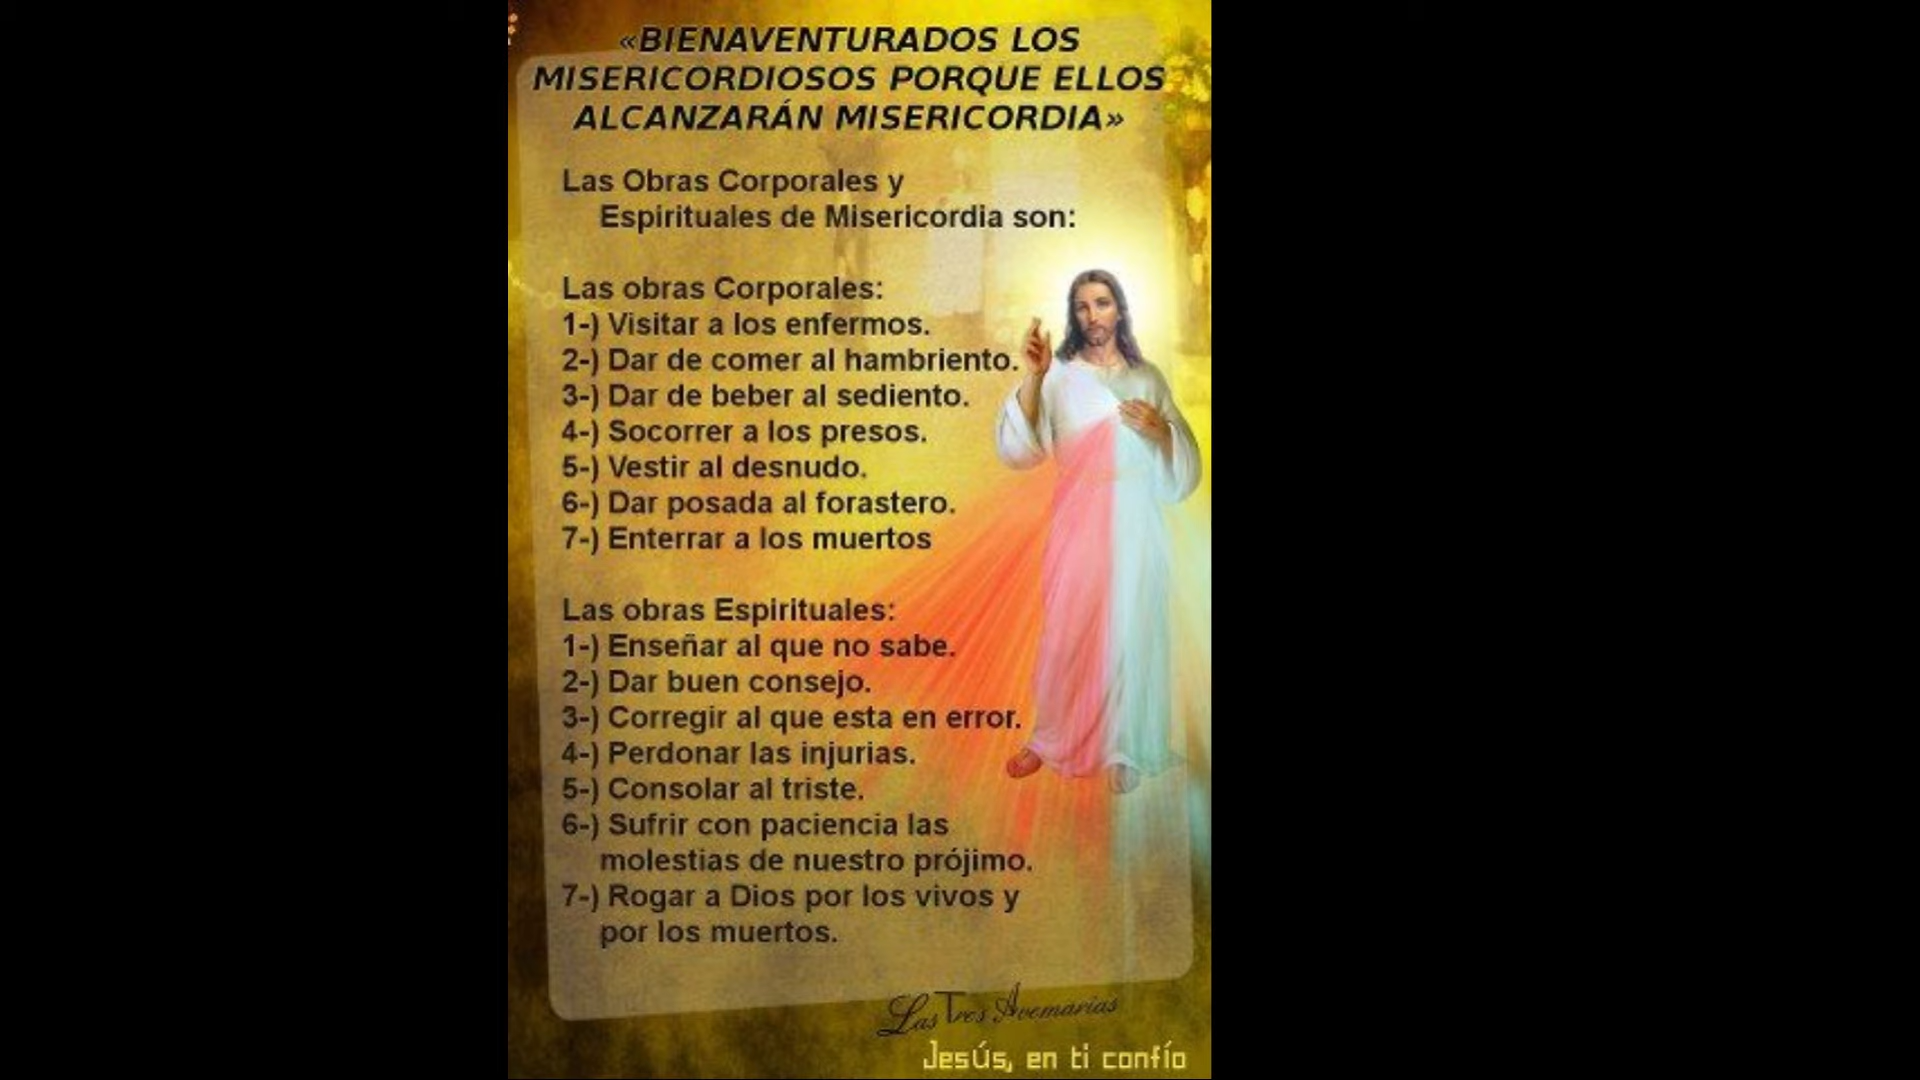 «BIENAVENTURADOS LOS
MISERICORDIOSOS PORQUE ELLOS
ALCANZARÁN MISERICORDIA»
Las Obras Corporales y
Espirituales de Misericordia son:
Las obras Corporales:
1-) Visitar a los enfermos.
2-) Dar de comer al hambriento.
3-) Dar de beber al sediento.
4-) Socorrer a los presos.
5-) Vestir al desnudo.
6-) Dar posada al forastero.
7-) Enterrar a los muertos
Las obras Espirituales:
1-) Enseñar al que no sabe.
2-) Dar buen consejo.
3-) Corregir al que esta en error.
4-) Perdonar las injurias.
5-) Consolar al triste.
6-) Sufrir con paciencia las
molestias de nuestro prójimo.
7-) Rogar a Dios por los vivos y
por los muertos.
Las Tres Avemarías
Jesús, en ti confío